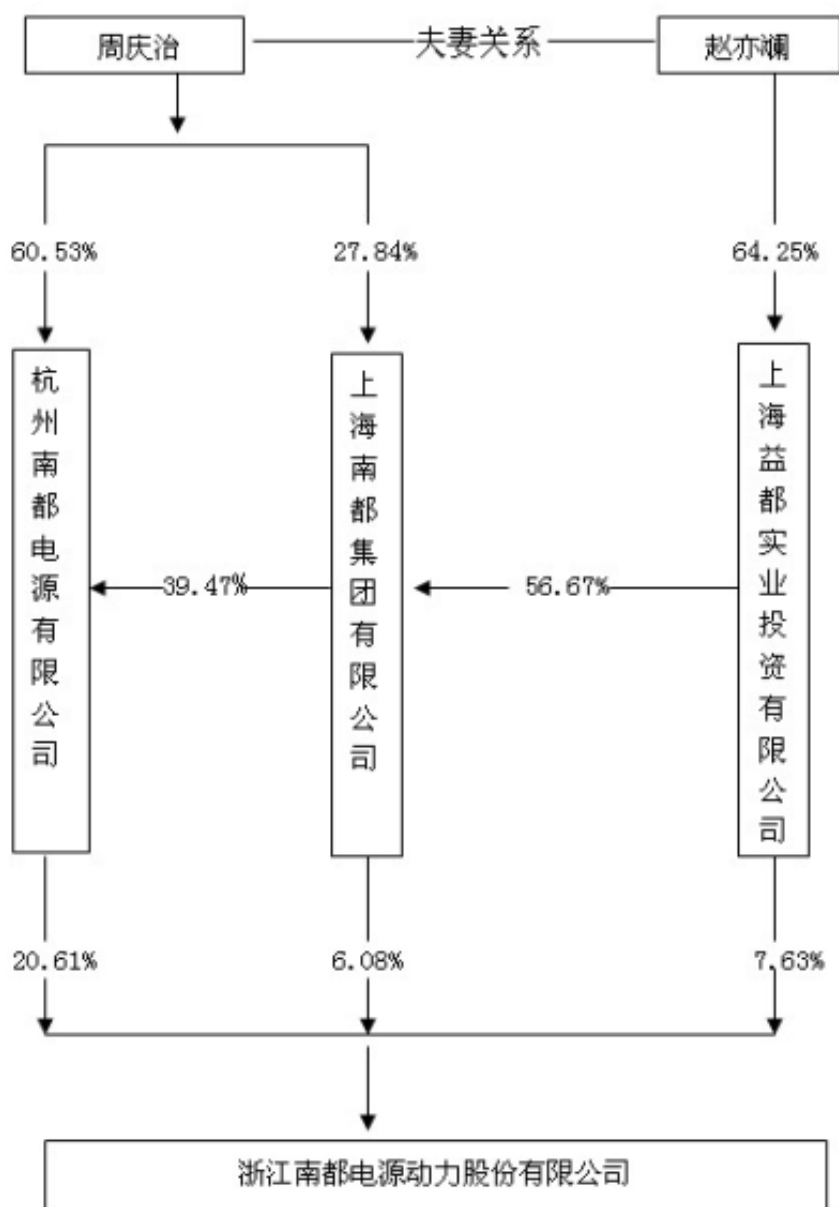 周庆治
夫妻关系
赵亦斓
60.53%
27.84%
64.25%
杭州南都电源有限公司
上海南都集团有限公司
上海益都实业投资有限公司
39.47%
56.67%
20.61%
6.08%
7.63%
浙江南都电源动力股份有限公司